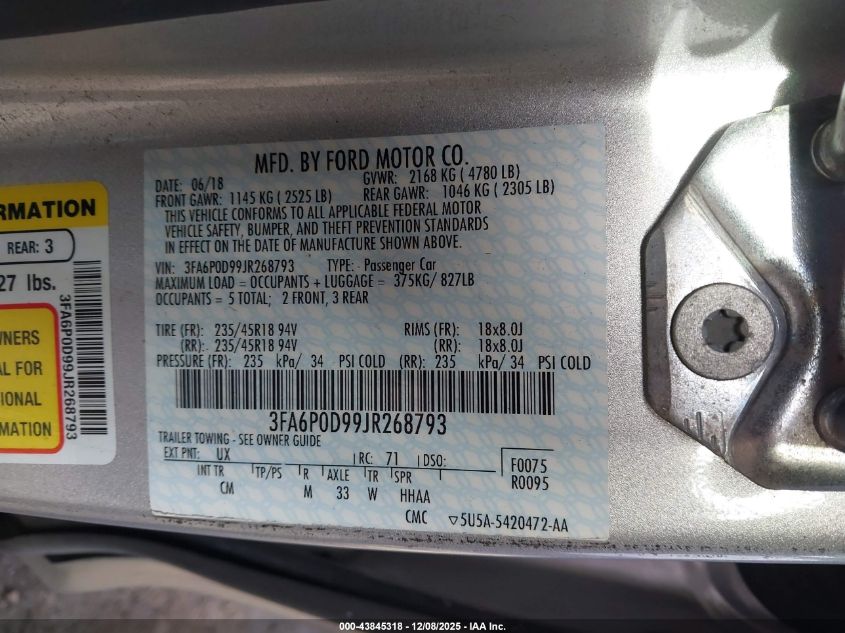 RMATION
REAR: 3
27 lbs.
WNERS
AL FOR
IONAL
MATION
3FA6P0D99JR268793
MFD. BY FORD MOTOR CO.
DATE: 06/18 GVWR: 2168 KG ( 4780 LB)
FRONT GAWR: 1145 KG ( 2525 LB) REAR GAWR: 1046 KG ( 2305 LB)
THIS VEHICLE CONFORMS TO ALL APPLICABLE FEDERAL MOTOR
VEHICLE SAFETY, BUMPER, AND THEFT PREVENTION STANDARDS
IN EFFECT ON THE DATE OF MANUFACTURE SHOWN ABOVE.
VIN: 3FA6P0D99JR268793 TYPE: Passenger Car
MAXIMUM LOAD = OCCUPANTS + LUGGAGE = 375KG/ 827LB
OCCUPANTS = 5 TOTAL; 2 FRONT, 3 REAR
TIRE (FR): 235/45R18 94V RIMS (FR): 18x8.0J
(RR): 235/45R18 94V (RR): 18x8.0J
PRESSURE (FR): 235 kPa/ 34 PSI COLD (RR): 235 kPa/ 34 PSI COLD
3FA6P0D99JR268793
TRAILER TOWING - SEE OWNER GUIDE
EXT PNT: UX RC: 71 DSO: F0075
INT TR TP/PS R AXLE TR SPR R0095
CM M 33 W HHAA
CMC ▽5U5A-5420472-AA
000-43845318 - 12/08/2025 - IAA Inc.